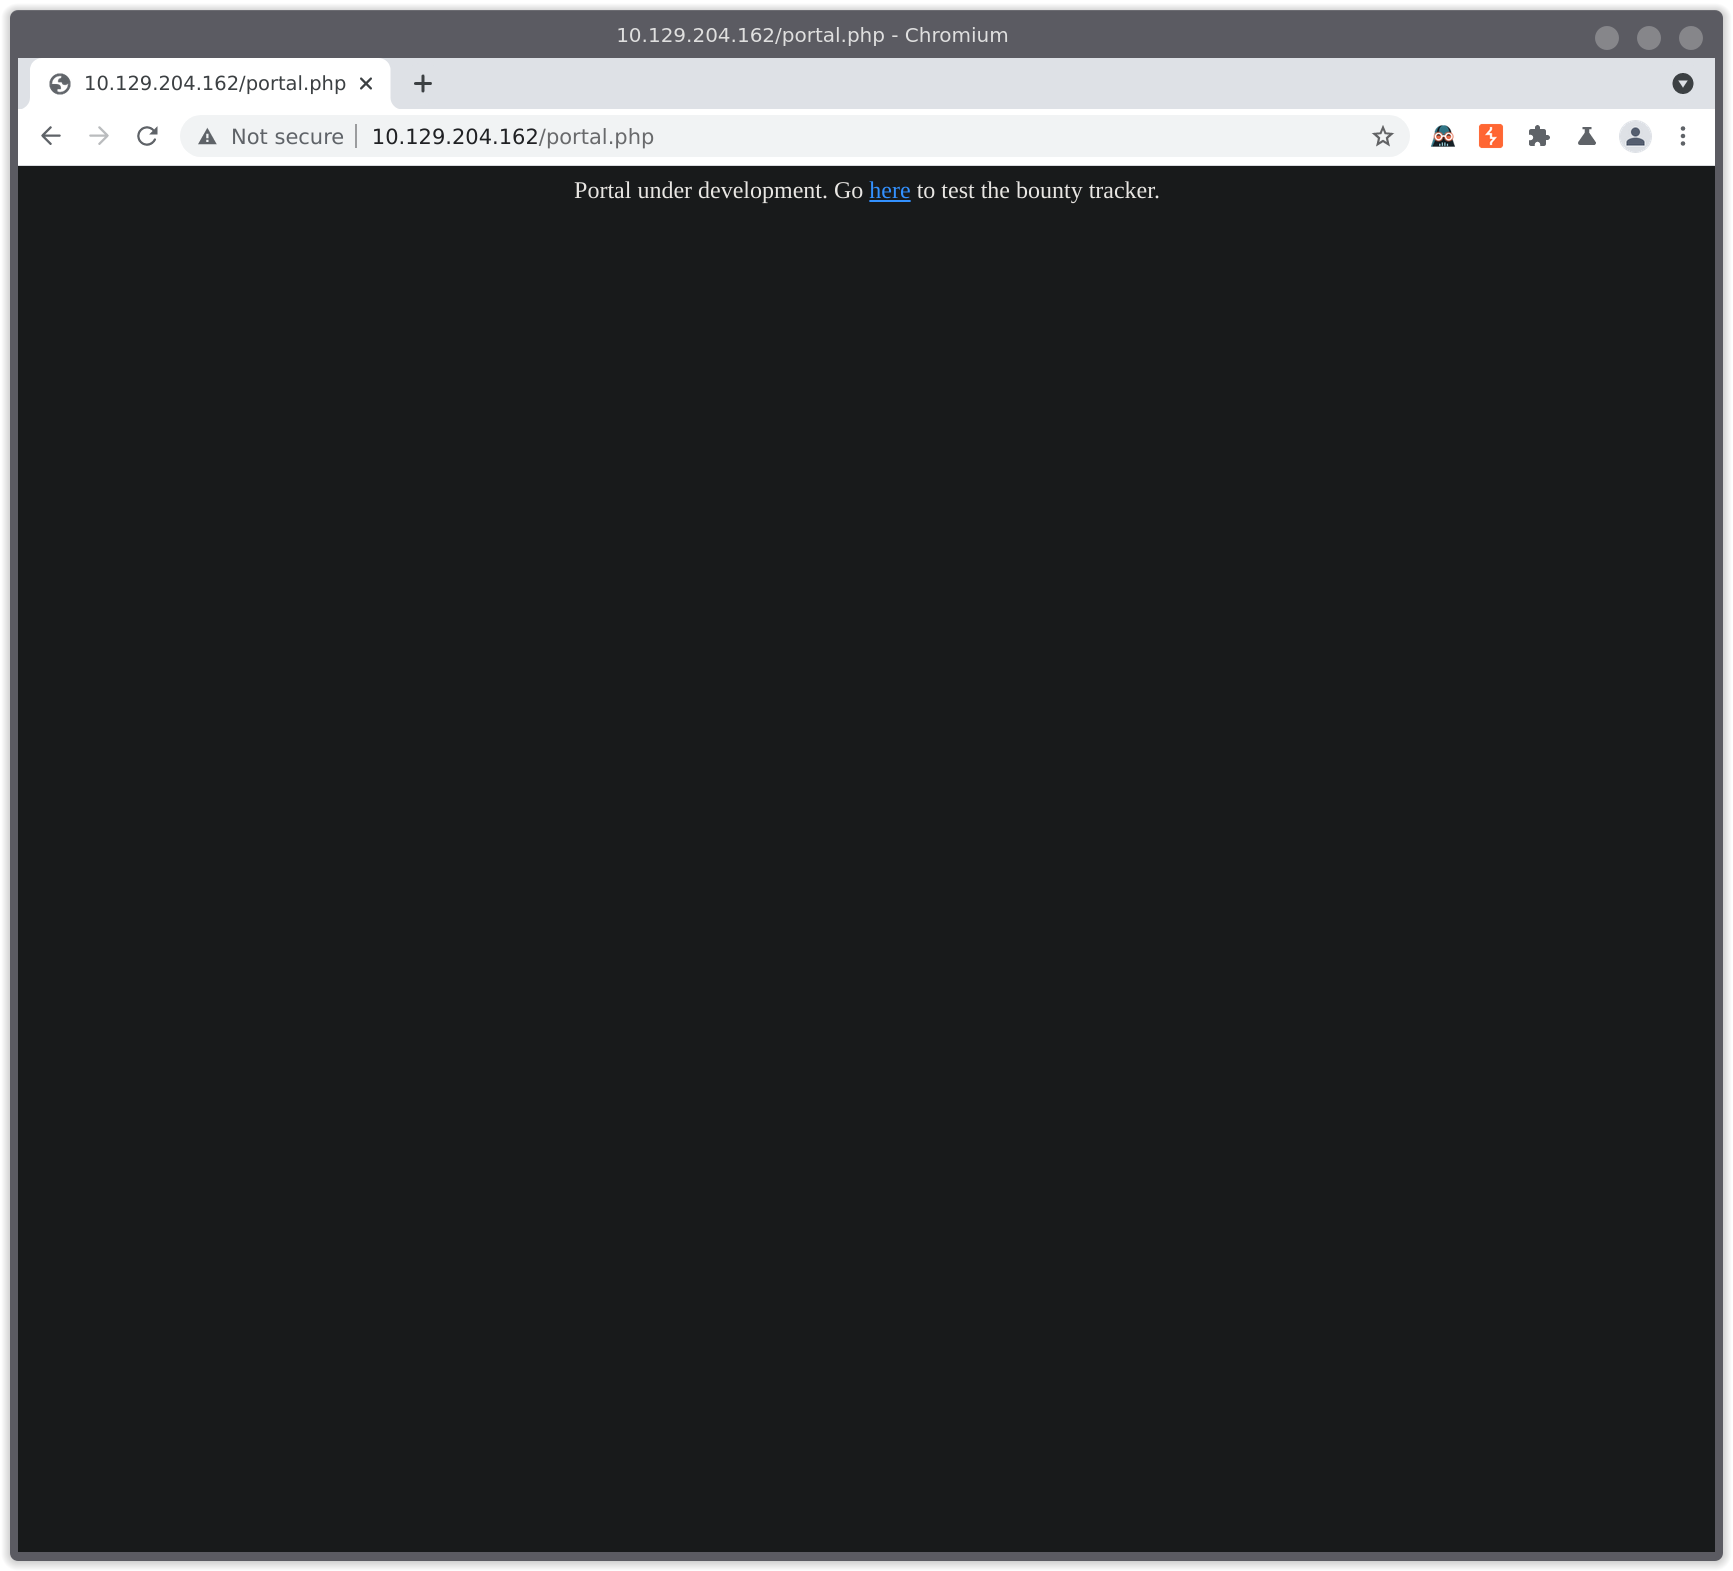 10.129.204.162/portal.php - Chromium
10.129.204.162/portal.php
Not secure 10.129.204.162/portal.php
Portal under development. Go here to test the bounty tracker.